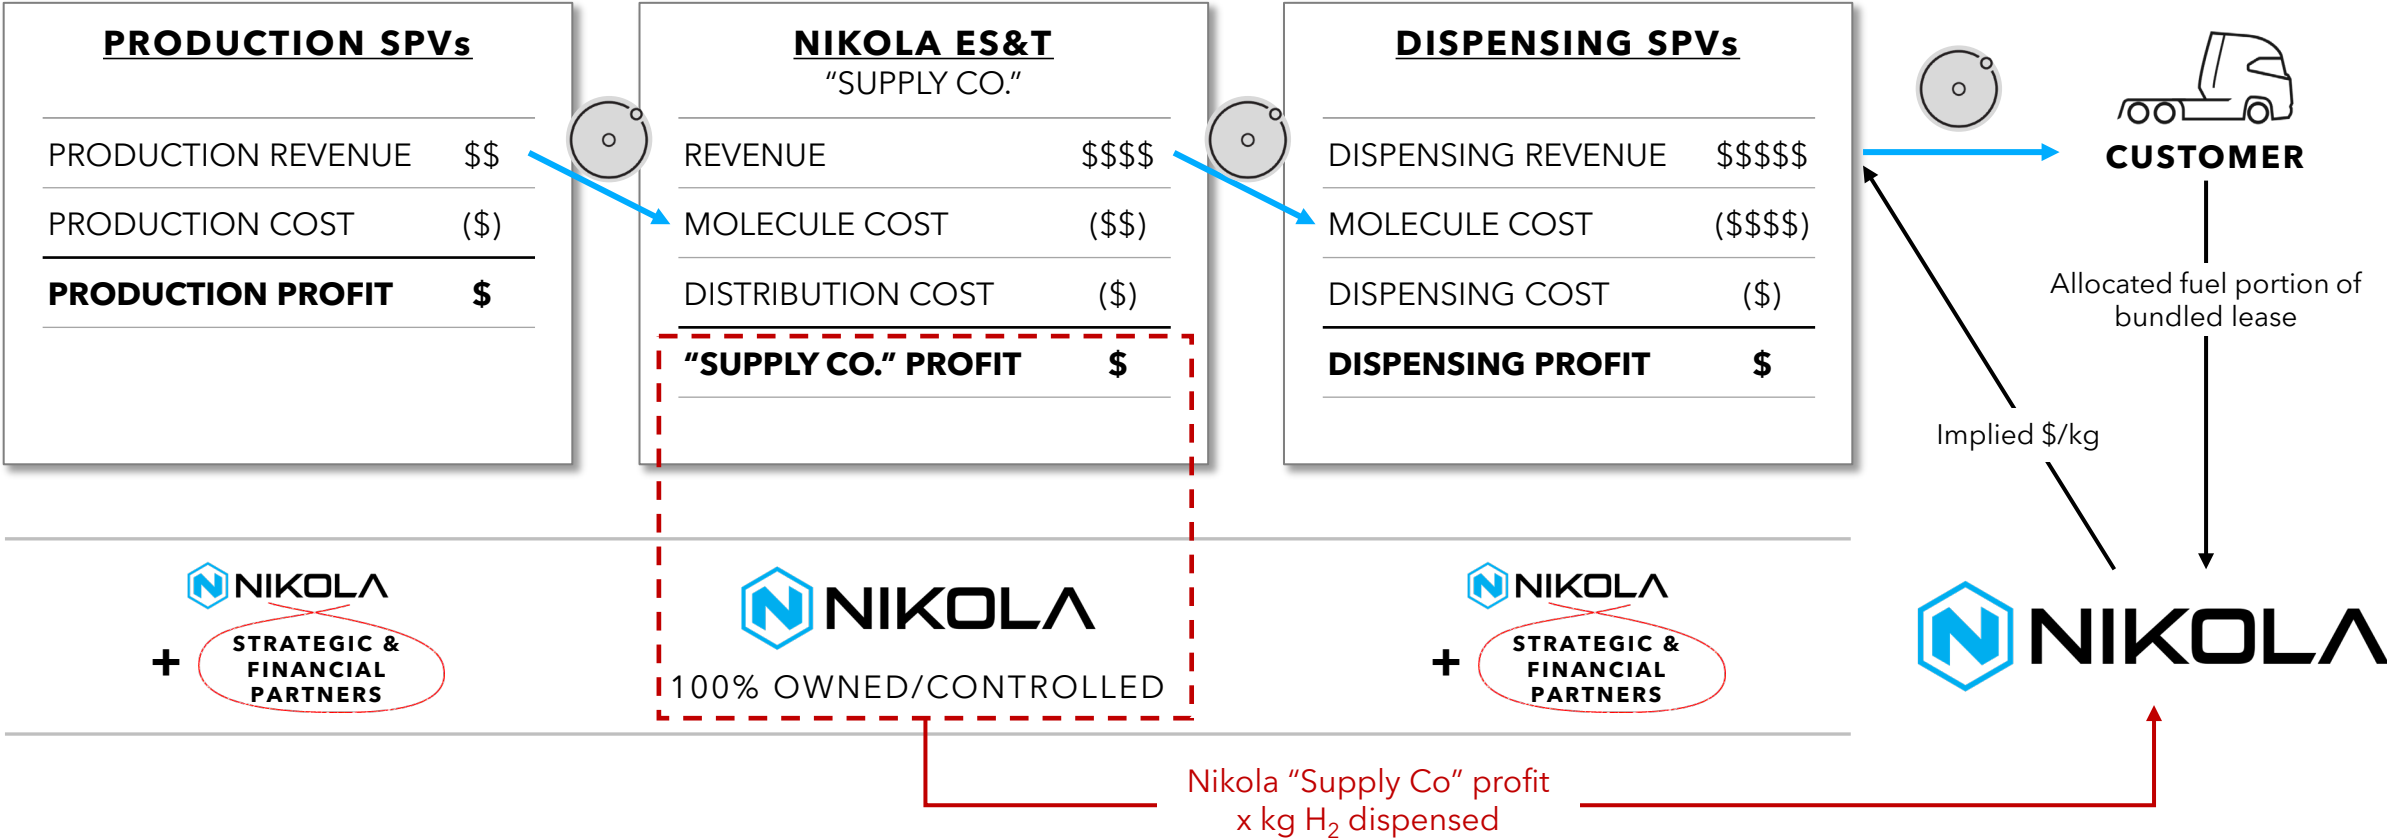 PRODUCTION SPVs
PRODUCTION REVENUE $$
PRODUCTION COST ($)
PRODUCTION PROFIT $
NIKOLA ES&T
“SUPPLY CO.”
REVENUE $$$$
MOLECULE COST ($$)
DISTRIBUTION COST ($)
“SUPPLY CO.” PROFIT $
DISPENSING SPVs
DISPENSING REVENUE $$$$$
MOLECULE COST ($$$$)
DISPENSING COST ($)
DISPENSING PROFIT $
CUSTOMER
Allocated fuel portion of
bundled lease
Implied $/kg
NIKOLA
+ STRATEGIC &
FINANCIAL
PARTNERS
NIKOLA
100% OWNED/CONTROLLED
NIKOLA
+ STRATEGIC &
FINANCIAL
PARTNERS
NIKOLA
Nikola “Supply Co” profit
x kg H₂ dispensed